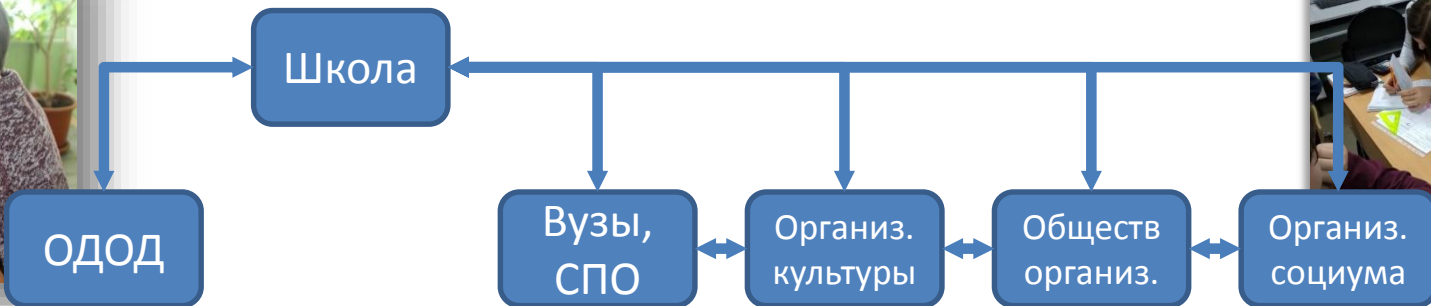 Школа
ОДОД
Вузы,
СПО
Организ.
культуры
Обществ
организ.
Организ.
социума